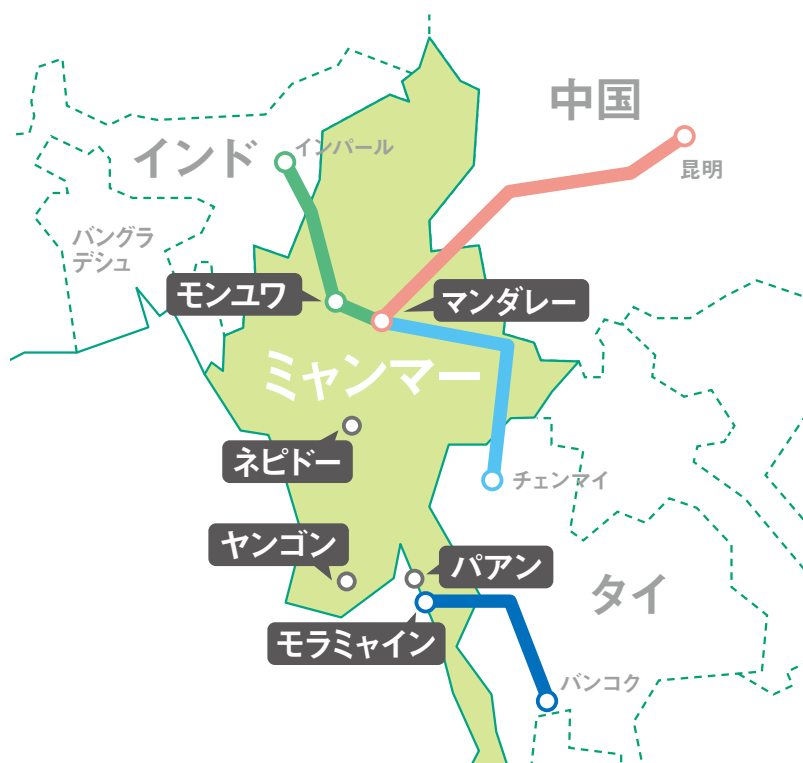 中国
インド
インパール
昆明
バングラ
デシュ
モンユワ
マンダレー
ミャンマー
ネピドー
チェンマイ
ヤンゴン
パアン
タイ
モラミャイン
バンコク